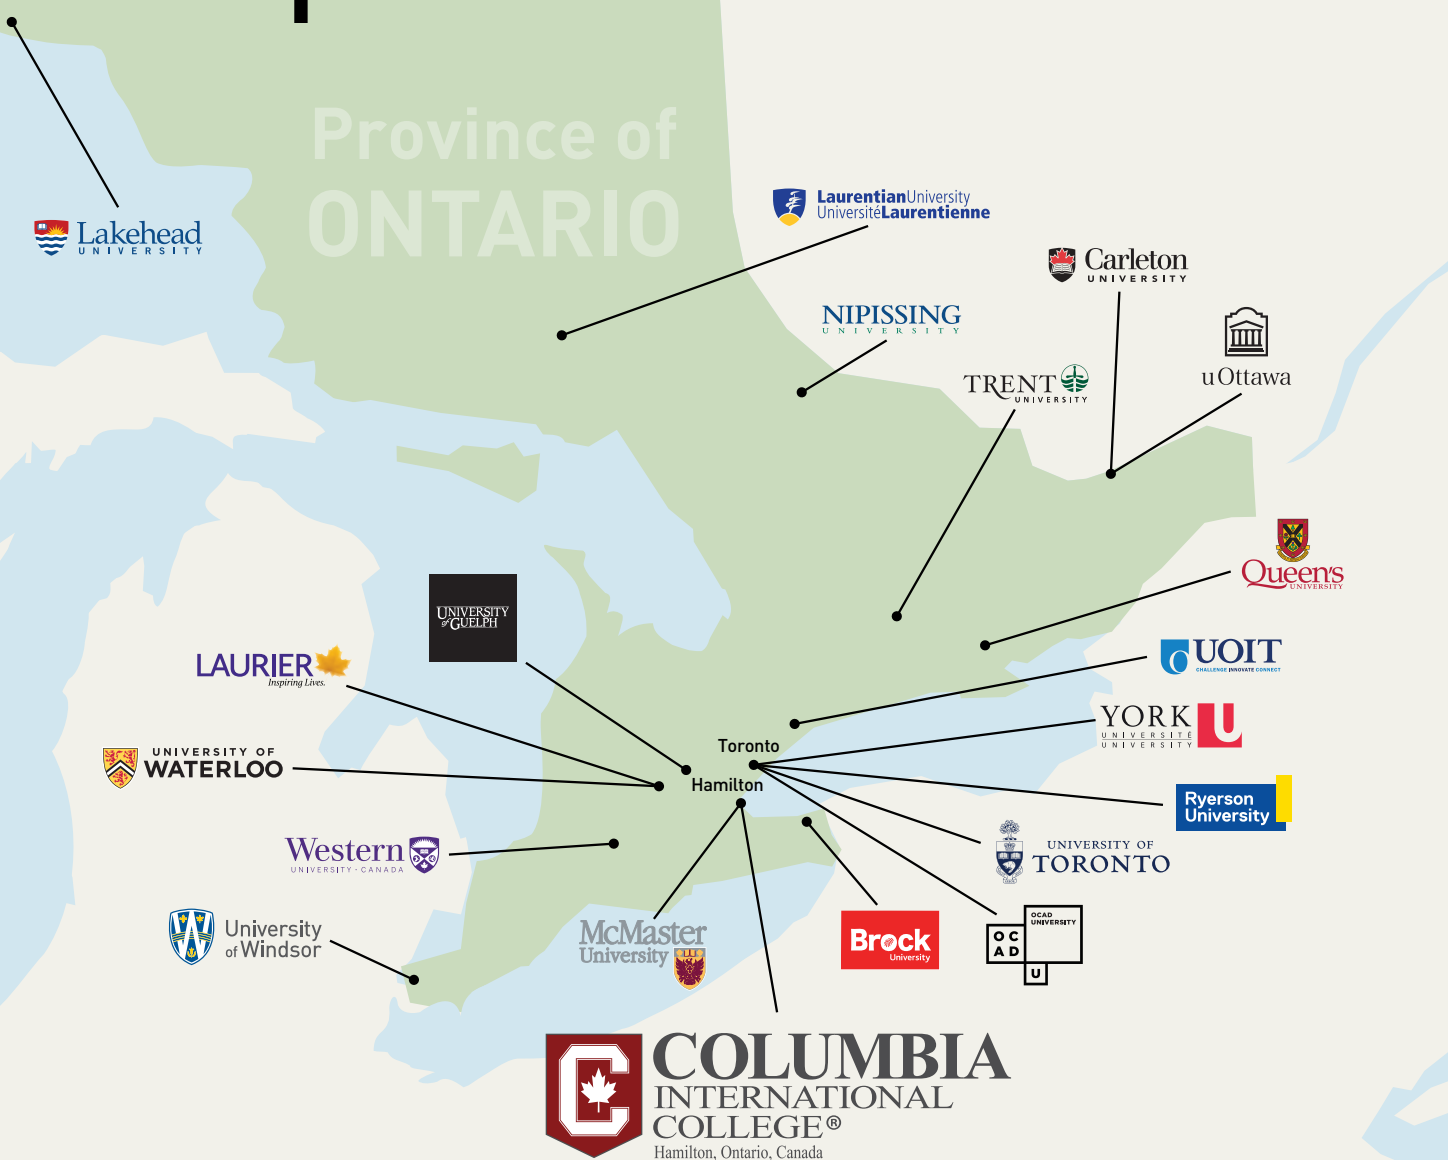 Province of
ONTARIO
Lakehead
UNIVERSITY
LaurentianUniversity
UniversitéLaurentienne
Carleton
UNIVERSITY
NIPISSING
UNIVERSITY
uOttawa
TRENT
UNIVERSITY
Queen's
UNIVERSITY
UNIVERSITY
of GUELPH
LAURIER
Inspiring Lives.
UOIT
CHALLENGE INNOVATE CONNECT
YORK
UNIVERSITÉ
UNIVERSITY
U
UNIVERSITY OF
WATERLOO
Toronto
Hamilton
Ryerson
University
Western
UNIVERSITY · CANADA
UNIVERSITY OF
TORONTO
University
of Windsor
McMaster
University
Brock
University
OCAD
UNIVERSITY
OC
AD
U
C
COLUMBIA
INTERNATIONAL
COLLEGE®
Hamilton, Ontario, Canada